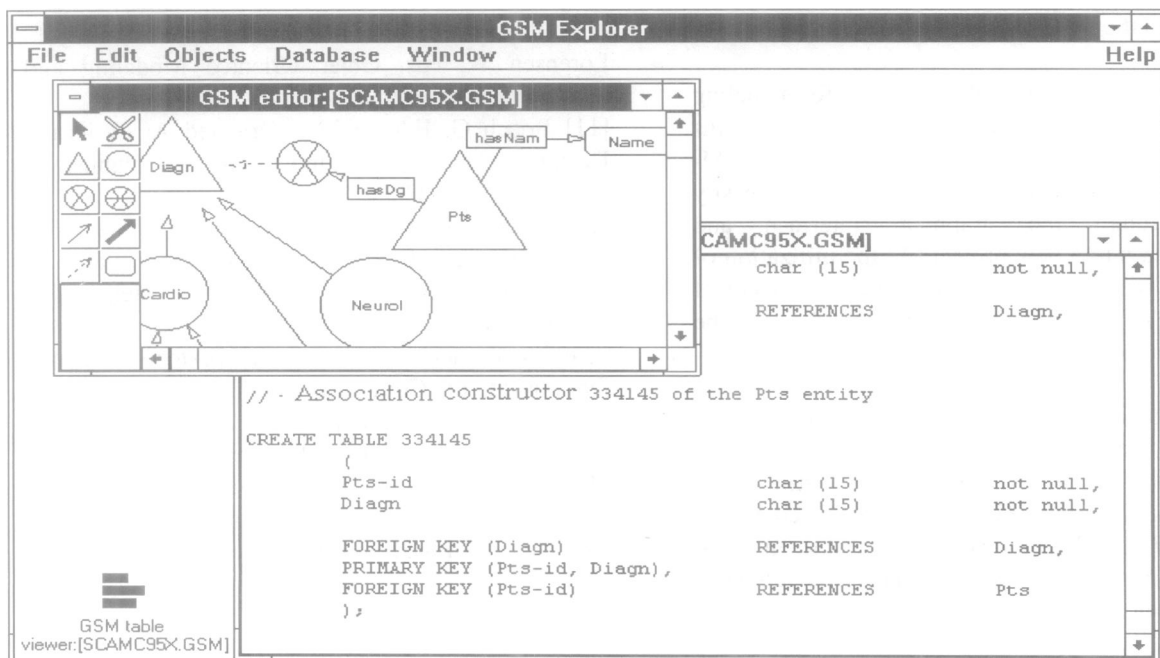 GSM Explorer
File Edit Objects Database Window Help
GSM editor:[SCAMC95X.GSM]
Diagn
hasNam
Name
hasDg
Pts
Cardio
Neurol
CAMC95X.GSM]
char (15) not null,
REFERENCES Diagn,
// - Association constructor 334145 of the Pts entity
CREATE TABLE 334145
(
Pts-id char (15) not null,
Diagn char (15) not null,
FOREIGN KEY (Diagn) REFERENCES Diagn,
PRIMARY KEY (Pts-id, Diagn),
FOREIGN KEY (Pts-id) REFERENCES Pts
);
GSM table
viewer:[SCAMC95X.GSM]